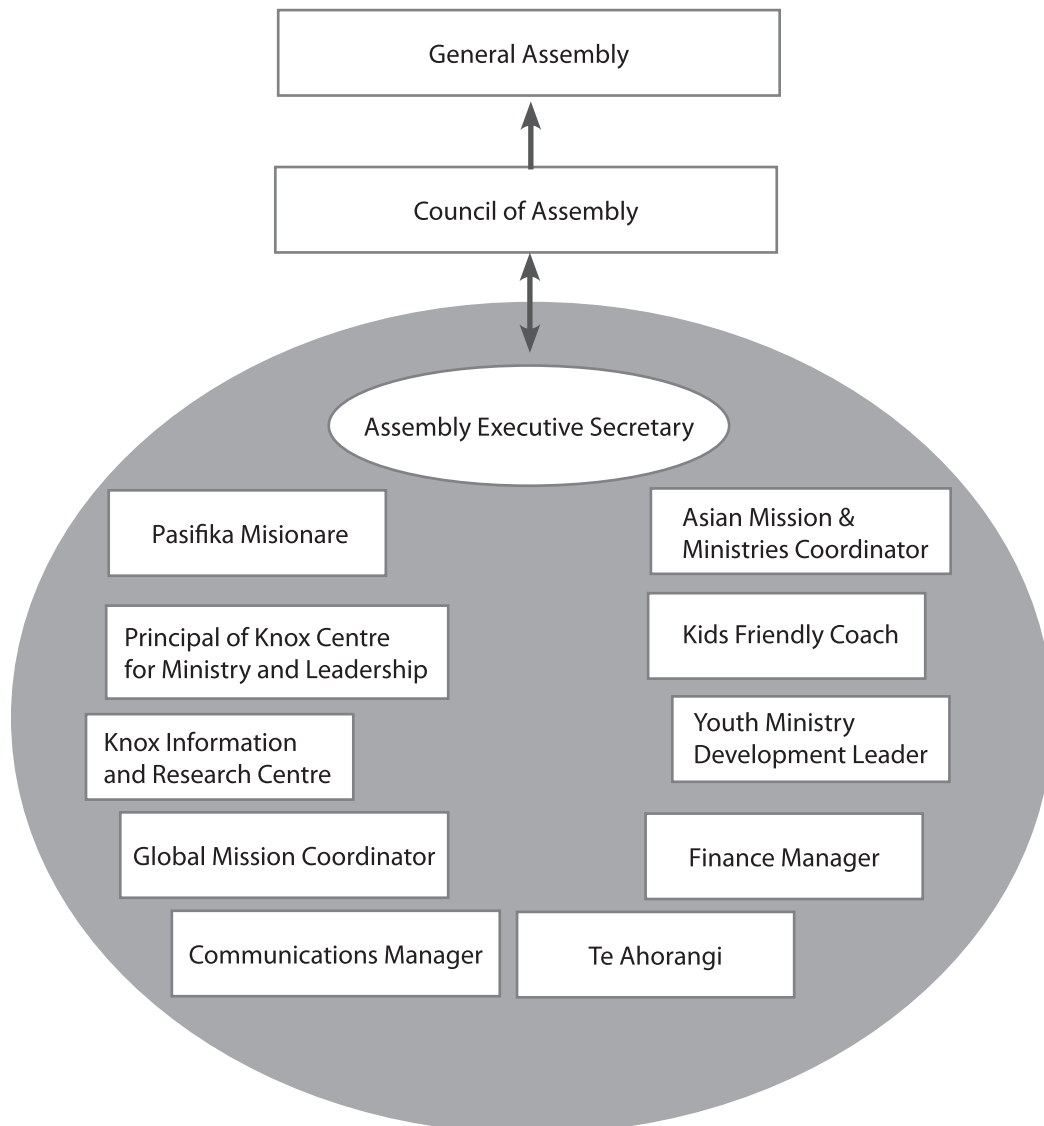 General Assembly
Council of Assembly
Assembly Executive Secretary
Pasifika Misionare
Asian Mission &
Ministries Coordinator
Principal of Knox Centre
for Ministry and Leadership
Kids Friendly Coach
Knox Information
and Research Centre
Youth Ministry
Development Leader
Global Mission Coordinator
Finance Manager
Communications Manager
Te Ahorangi